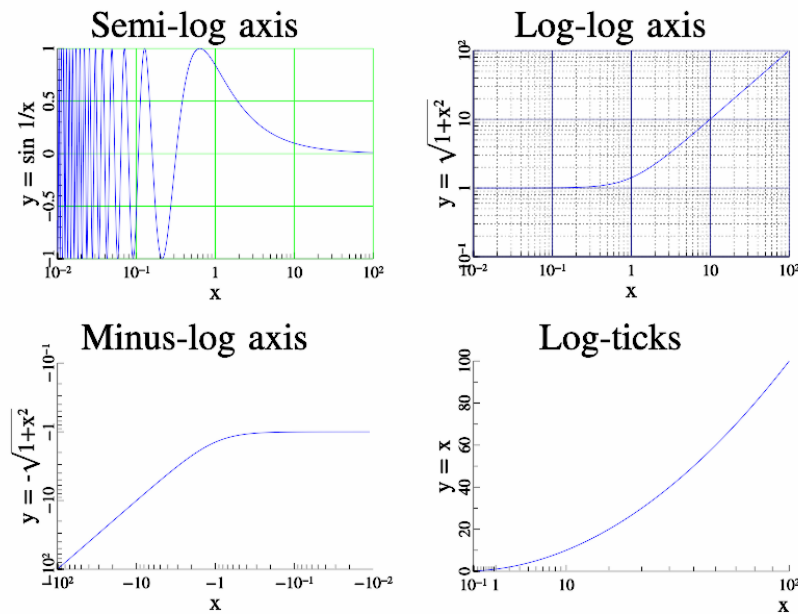 Semi-log axis
y = sin 1/x
1
0.5
0
−0.5
−1
10⁻² 10⁻¹ 1 10 10²
x
Log-log axis
y = √1+x²
10²
10
1
10⁻¹
10⁻² 10⁻¹ 1 10 10²
x
Minus-log axis
y = -√1+x²
−10⁻¹
−1
−10
−10²
−10² −10 −1 −10⁻¹ −10⁻²
x
Log-ticks
y = x
100
80
60
40
20
0
10⁻¹ 1 10 10²
x